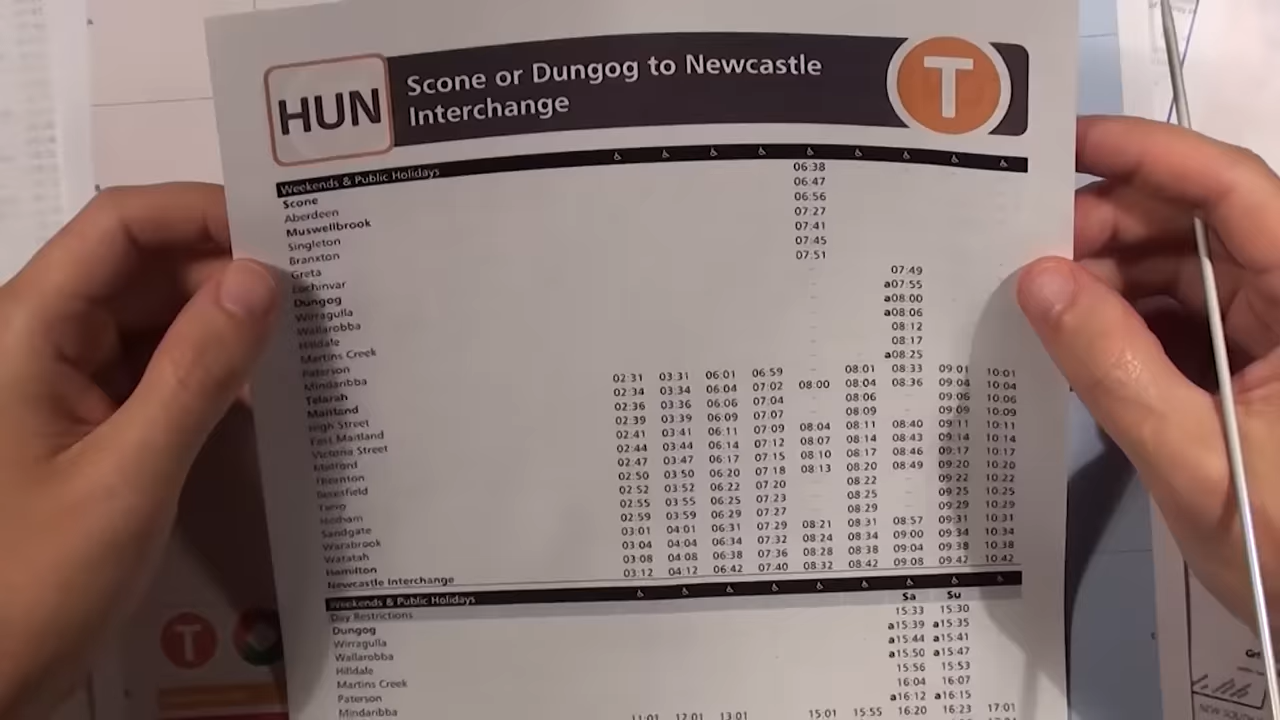 HUN
Scone or Dungog to Newcastle
Interchange
T
Weekends & Public Holidays
Scone 06:38
Aberdeen 06:47
Muswellbrook 06:56
Singleton 07:27
Branxton 07:41
Greta 07:45
Lochinvar 07:51
Dungog 07:49
Wirragulla a07:55
Wallarobba a08:00
Hilldale a08:06
Martins Creek 08:12
Paterson 08:17
Mindaribba a08:25
Telarah 02:31 03:31 06:01 06:59 08:01 08:33 09:01 10:01
Maitland 02:34 03:34 06:04 07:02 08:00 08:04 08:36 09:04 10:04
High Street 02:36 03:36 06:06 07:04 08:06 09:06 10:06
East Maitland 02:39 03:39 06:09 07:07 08:09 09:09 10:09
Victoria Street 02:41 03:41 06:11 07:09 08:04 08:11 08:40 09:11 10:11
Metford 02:44 03:44 06:14 07:12 08:07 08:14 08:43 09:14 10:14
Thornton 02:47 03:47 06:17 07:15 08:10 08:17 08:46 09:17 10:17
Beresfield 02:50 03:50 06:20 07:18 08:13 08:20 08:49 09:20 10:20
Tarro 02:52 03:52 06:22 07:20 08:22 09:22 10:22
Hexham 02:55 03:55 06:25 07:23 08:25 09:25 10:25
Sandgate 02:59 03:59 06:29 07:27 08:29 09:29 10:29
Warabrook 03:01 04:01 06:31 07:29 08:21 08:31 08:57 09:31 10:31
Waratah 03:04 04:04 06:34 07:32 08:24 08:34 09:00 09:34 10:34
Hamilton 03:08 04:08 06:38 07:36 08:28 08:38 09:04 09:38 10:38
Newcastle Interchange 03:12 04:12 06:42 07:40 08:32 08:42 09:08 09:42 10:42
Weekends & Public Holidays
Day Restrictions Sa Su
Dungog 15:33 15:30
Wirragulla a15:39 a15:35
Wallarobba a15:44 a15:41
Hilldale a15:50 a15:47
Martins Creek 15:56 15:53
Paterson 16:04 16:07
Mindaribba a16:12 a16:15
11:01 12:01 13:01 15:01 15:55 16:20 16:23 17:01
T